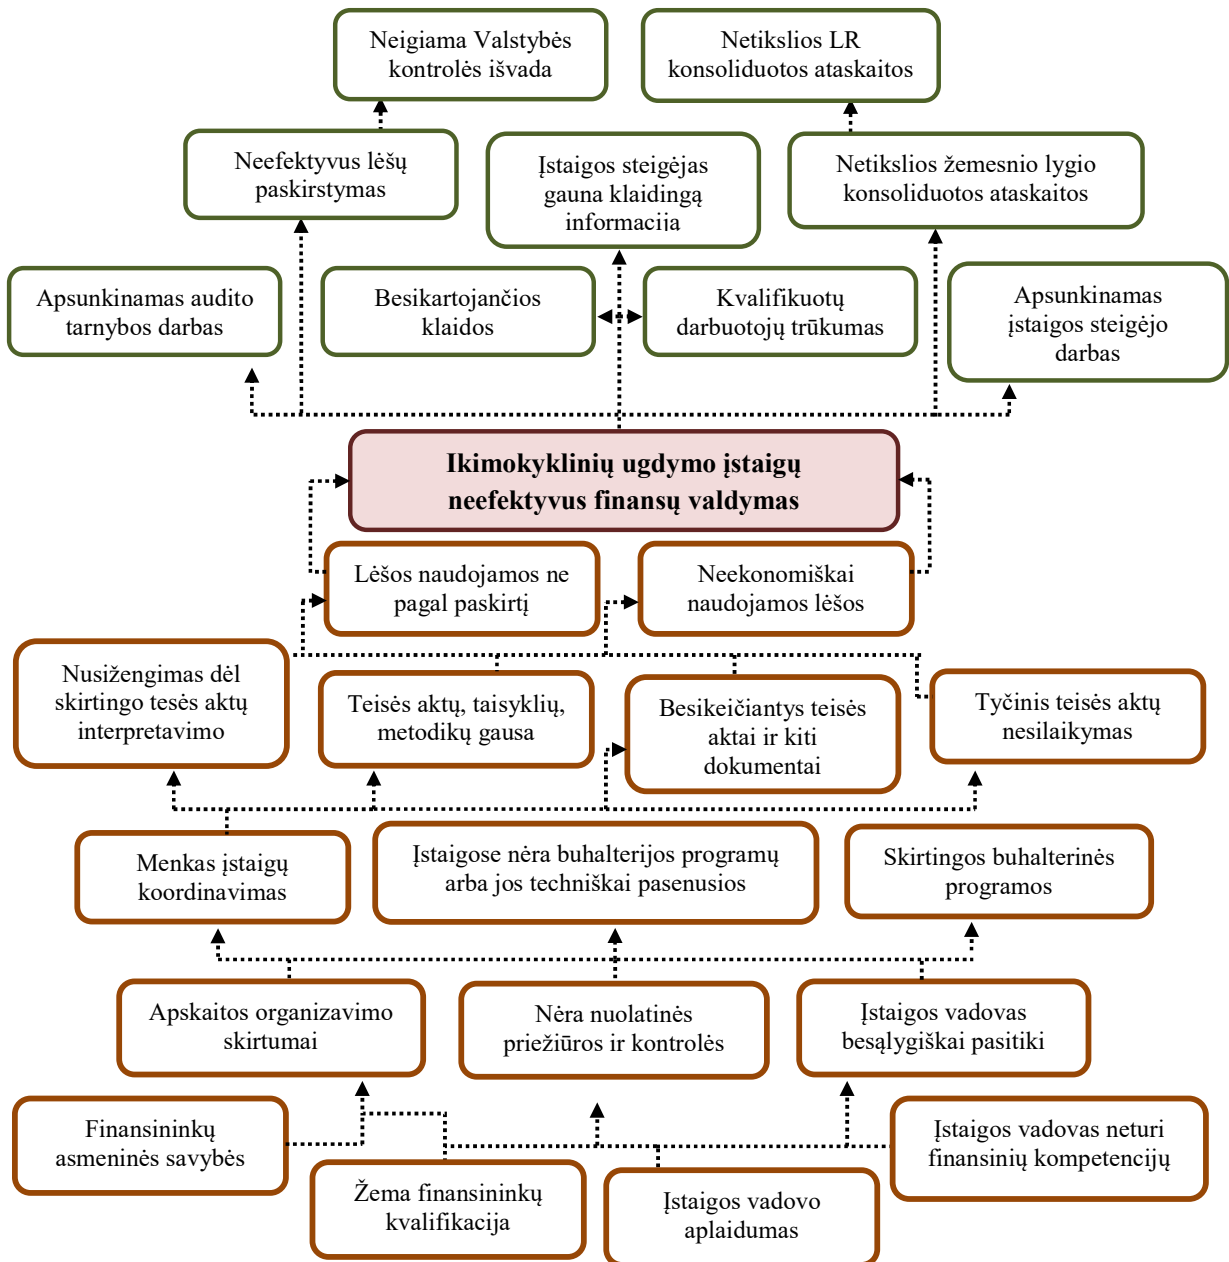 Neigiama Valstybės
kontrolės išvada
Netikslios LR
konsoliduotos ataskaitos
Neefektyvus lėšų
paskirstymas
Įstaigos steigėjas
gauna klaidingą
informacija
Netikslios žemesnio lygio
konsoliduotos ataskaitos
Apsunkinamas audito
tarnybos darbas
Besikartojančios
klaidos
Kvalifikuotų
darbuotojų trūkumas
Apsunkinamas
įstaigos steigėjo
darbas
Ikimokyklinių ugdymo įstaigų
neefektyvus finansų valdymas
Lėšos naudojamos ne
pagal paskirtį
Neekonomiškai
naudojamos lėšos
Nusižengimas dėl
skirtingo tesės aktų
interpretavimo
Teisės aktų, taisyklių,
metodikų gausa
Besikeičiantys teisės
aktai ir kiti
dokumentai
Tyčinis teisės aktų
nesilaikymas
Menkas įstaigų
koordinavimas
Įstaigose nėra buhalterijos programų
arba jos techniškai pasenusios
Skirtingos buhalterinės
programos
Apskaitos organizavimo
skirtumai
Nėra nuolatinės
priežiūros ir kontrolės
Įstaigos vadovas
besąlygiškai pasitiki
Finansininkų
asmeninės savybės
Žema finansininkų
kvalifikacija
Įstaigos vadovo
aplaidumas
Įstaigos vadovas neturi
finansinių kompetencijų